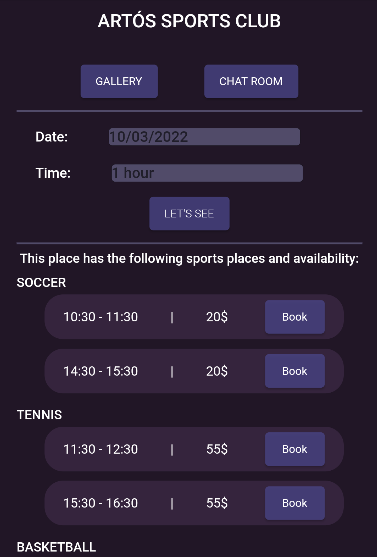 ARTÓS SPORTS CLUB
GALLERY CHAT ROOM
Date: 10/03/2022
Time: 1 hour
LET'S SEE
This place has the following sports places and availability:
SOCCER
10:30 - 11:30 | 20$ Book
14:30 - 15:30 | 20$ Book
TENNIS
11:30 - 12:30 | 55$ Book
15:30 - 16:30 | 55$ Book
BASKETBALL